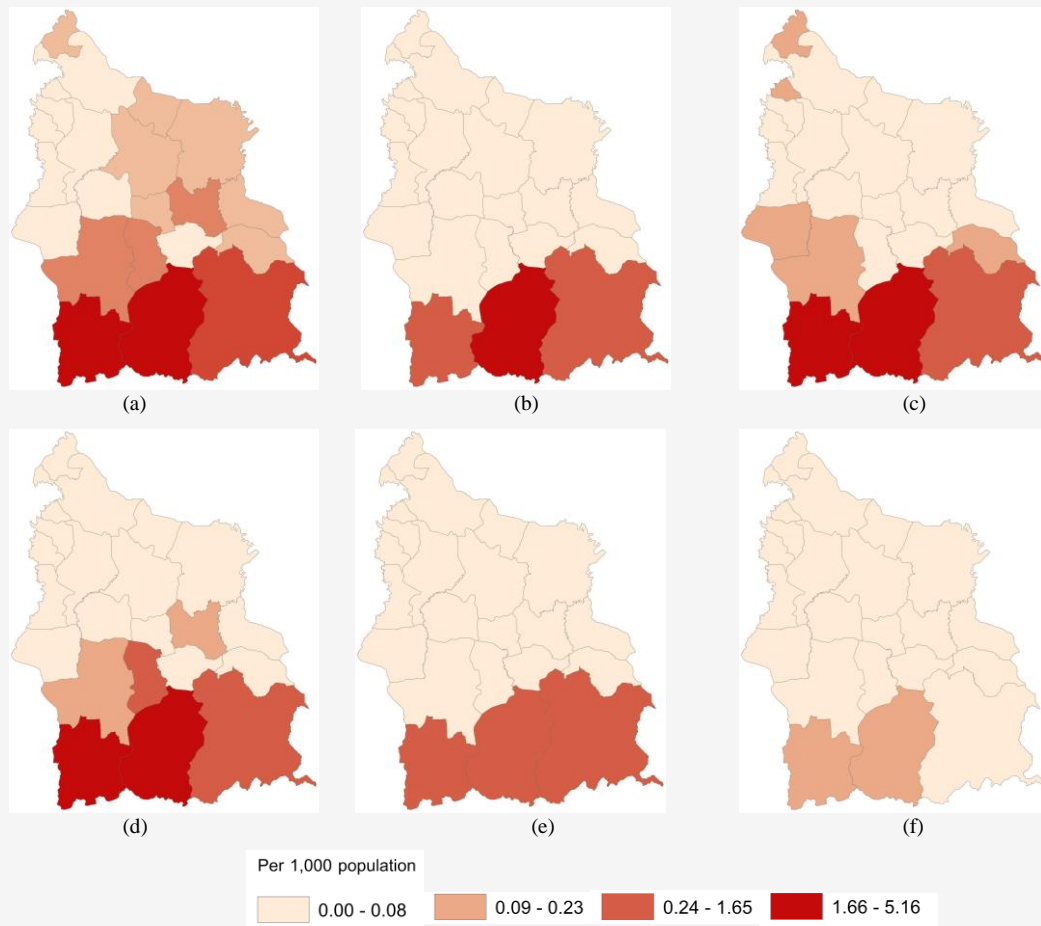 (a) (b) (c)
(d) (e) (f)
Per 1,000 population
0.00 - 0.08 0.09 - 0.23 0.24 - 1.65 1.66 - 5.16